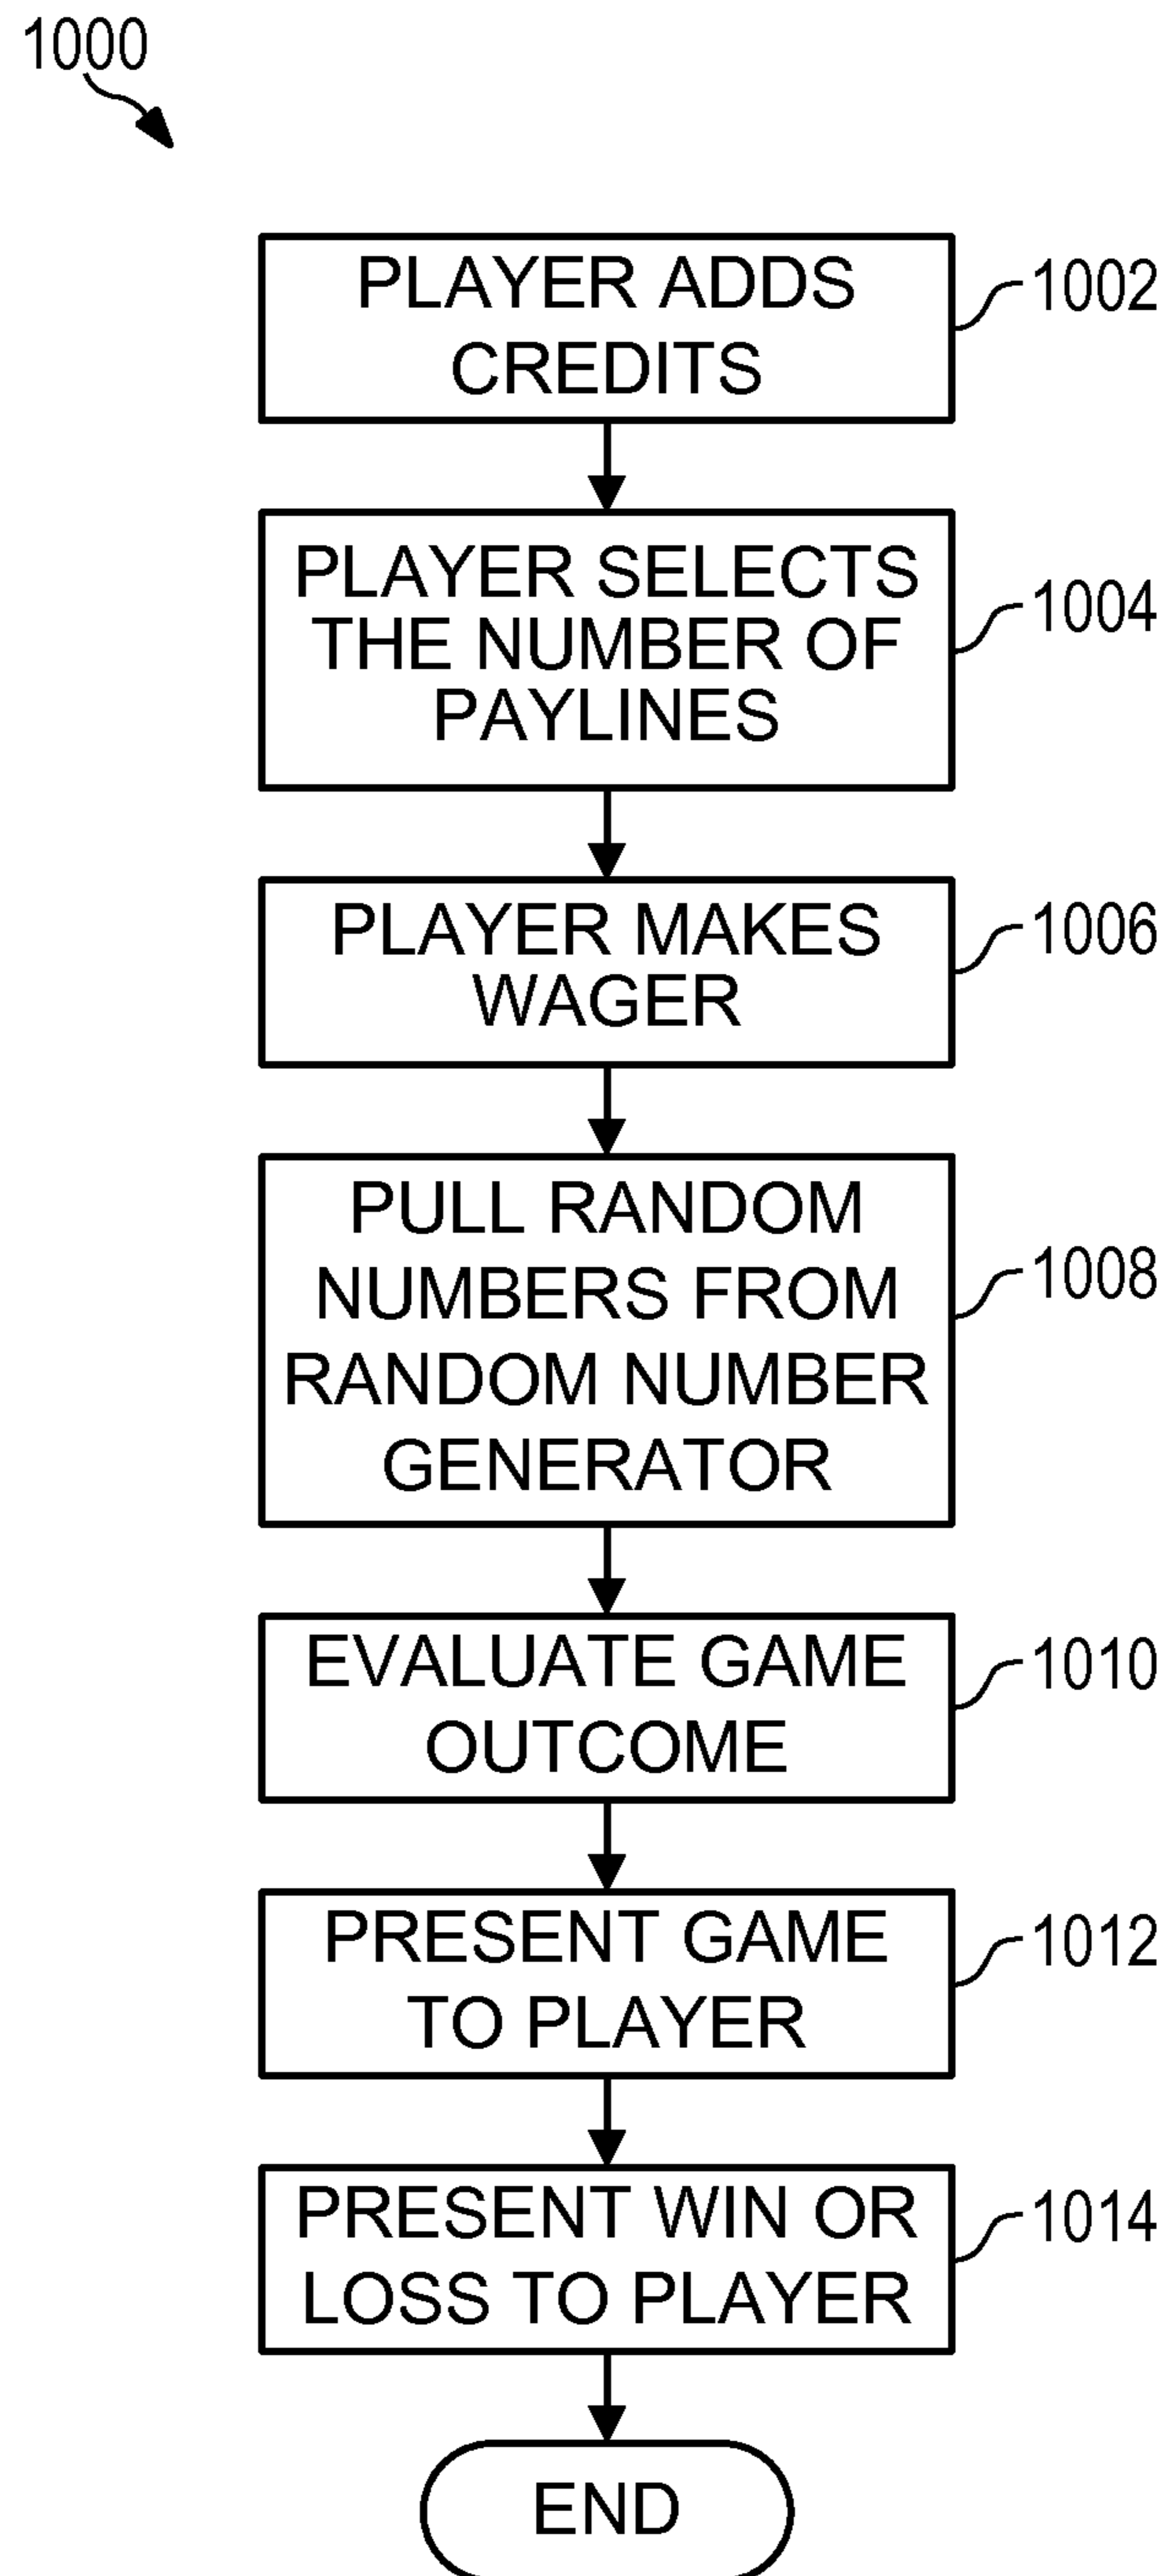 1000
PLAYER ADDS
CREDITS
1002
PLAYER SELECTS
THE NUMBER OF
PAYLINES
1004
PLAYER MAKES
WAGER
1006
PULL RANDOM
NUMBERS FROM
RANDOM NUMBER
GENERATOR
1008
EVALUATE GAME
OUTCOME
1010
PRESENT GAME
TO PLAYER
1012
PRESENT WIN OR
LOSS TO PLAYER
1014
END